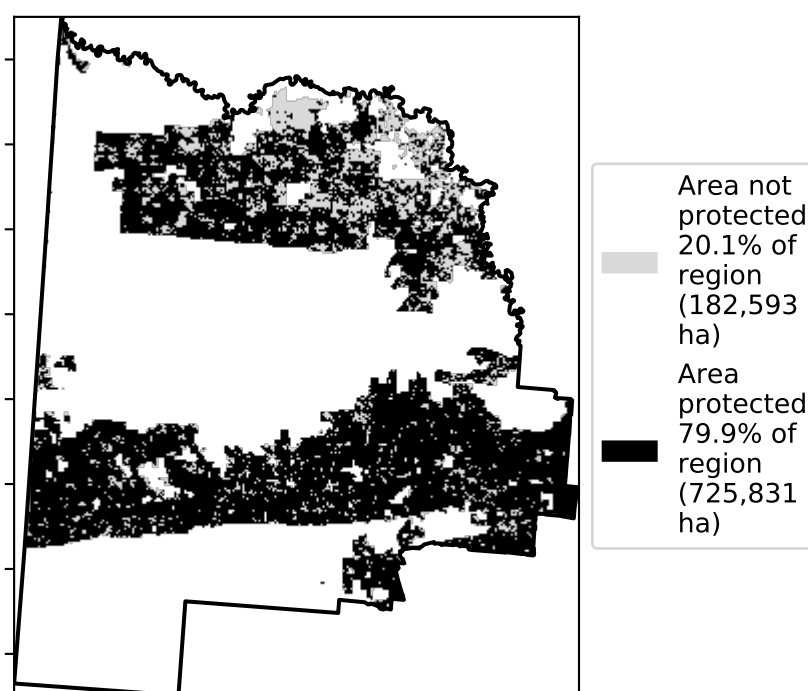 Area not
protected
20.1% of
region
(182,593
ha)
Area
protected
79.9% of
region
(725,831
ha)